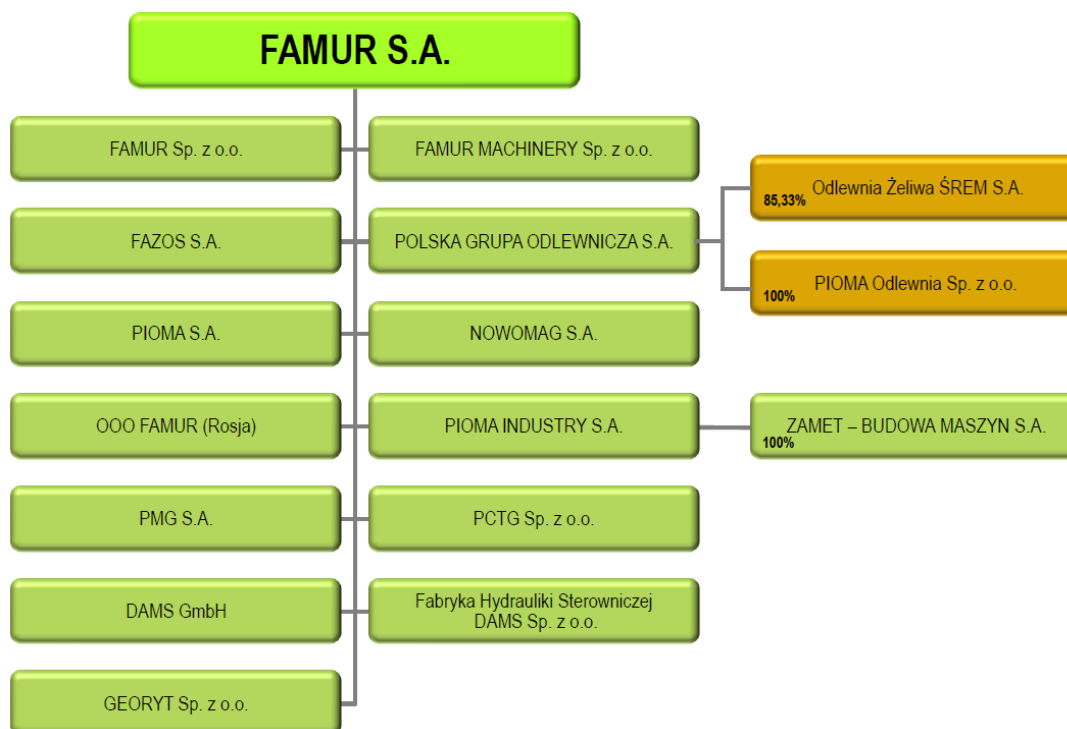 FAMUR S.A.
FAMUR Sp. z o.o.
FAMUR MACHINERY Sp. z o.o.
Odlewnia Żeliwa ŚREM S.A.
85,33%
FAZOS S.A.
POLSKA GRUPA ODLEWNICZA S.A.
PIOMA Odlewnia Sp. z o.o.
100%
PIOMA S.A.
NOWOMAG S.A.
OOO FAMUR (Rosja)
PIOMA INDUSTRY S.A.
ZAMET – BUDOWA MASZYN S.A.
100%
PMG S.A.
PCTG Sp. z o.o.
DAMS GmbH
Fabryka Hydrauliki Sterowniczej
DAMS Sp. z o.o.
GEORYT Sp. z o.o.